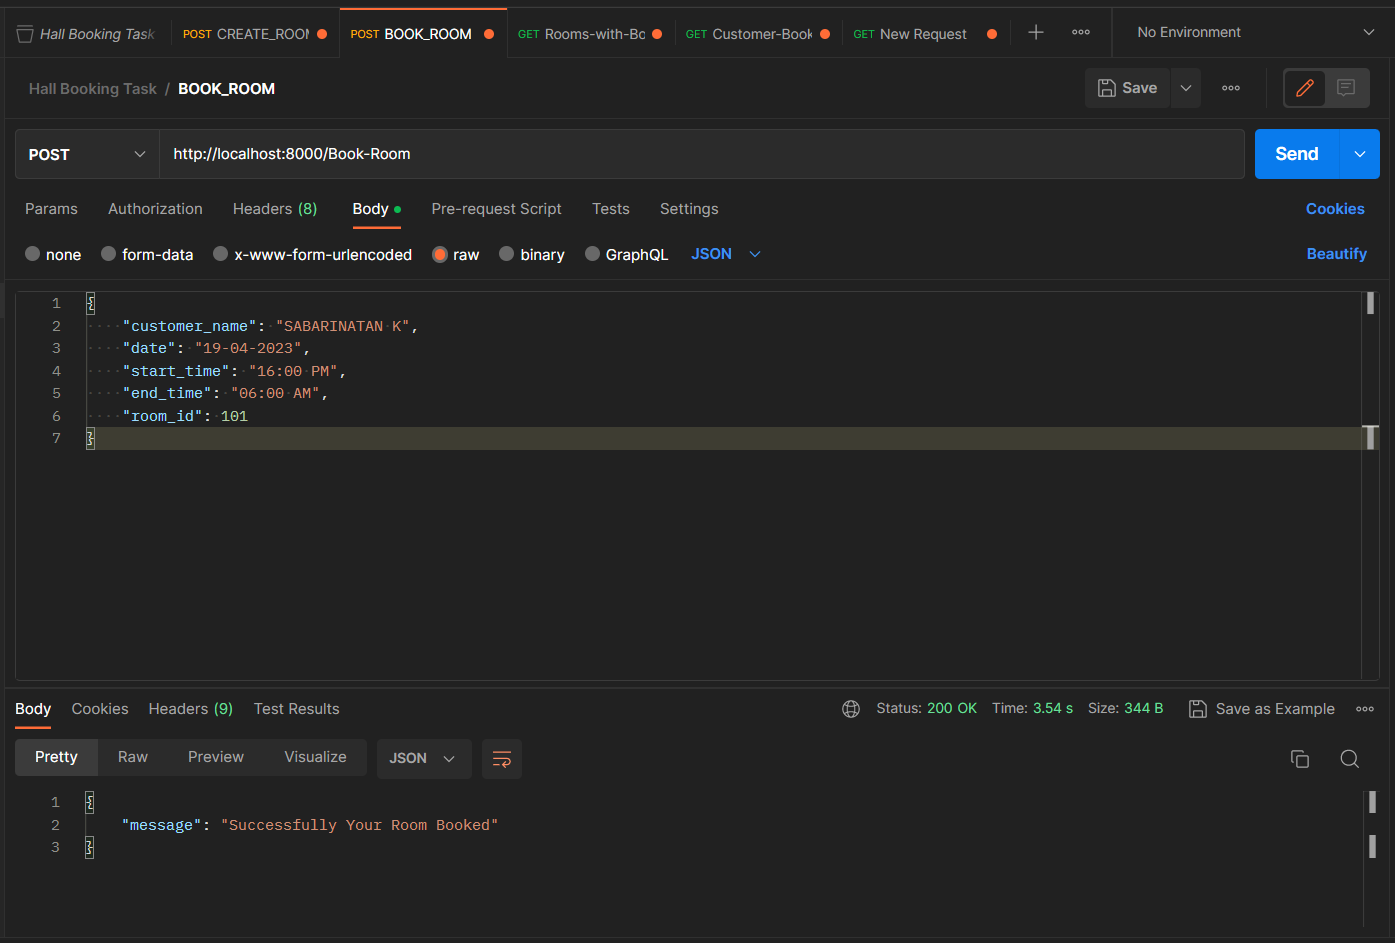 Hall Booking Task POST CREATE_ROOM POST BOOK_ROOM GET Rooms-with-Bo GET Customer-Book GET New Request No Environment
Hall Booking Task / BOOK_ROOM Save
POST http://localhost:8000/Book-Room Send
Params Authorization Headers (8) Body Pre-request Script Tests Settings Cookies
none form-data x-www-form-urlencoded raw binary GraphQL JSON Beautify
1 {
2 "customer_name": "SABARINATAN K",
3 "date": "19-04-2023",
4 "start_time": "16:00 PM",
5 "end_time": "06:00 AM",
6 "room_id": 101
7 }
Body Cookies Headers (9) Test Results Status: 200 OK Time: 3.54 s Size: 344 B Save as Example
Pretty Raw Preview Visualize JSON
1 {
2 "message": "Successfully Your Room Booked"
3 }